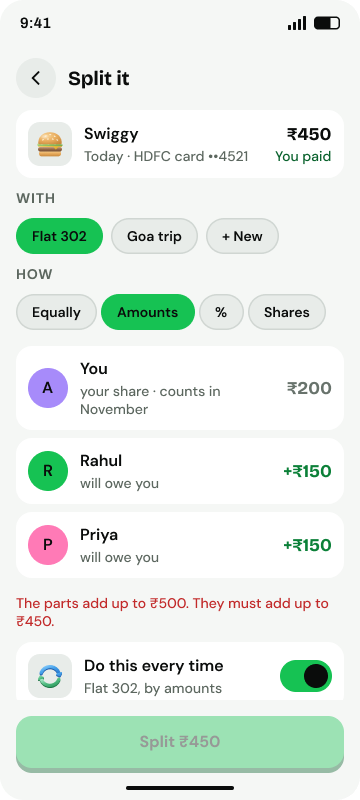 9:41
Split it
Swiggy
₹450
Today · HDFC card ••4521
You paid
WITH
Flat 302
Goa trip
+ New
HOW
Equally
Amounts
%
Shares
A
You
your share · counts in
November
₹200
R
Rahul
will owe you
+₹150
P
Priya
will owe you
+₹150
The parts add up to ₹500. They must add up to
₹450.
Do this every time
Flat 302, by amounts
Split ₹450